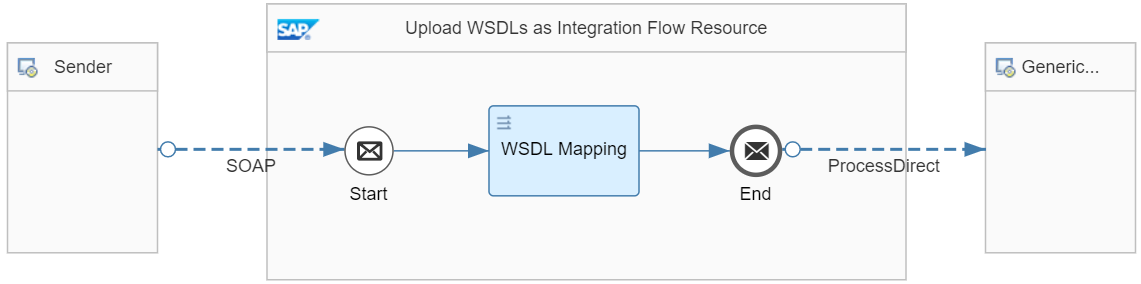 SAP
Upload WSDLs as Integration Flow Resource
Sender
Generic...
WSDL Mapping
SOAP
ProcessDirect
Start
End